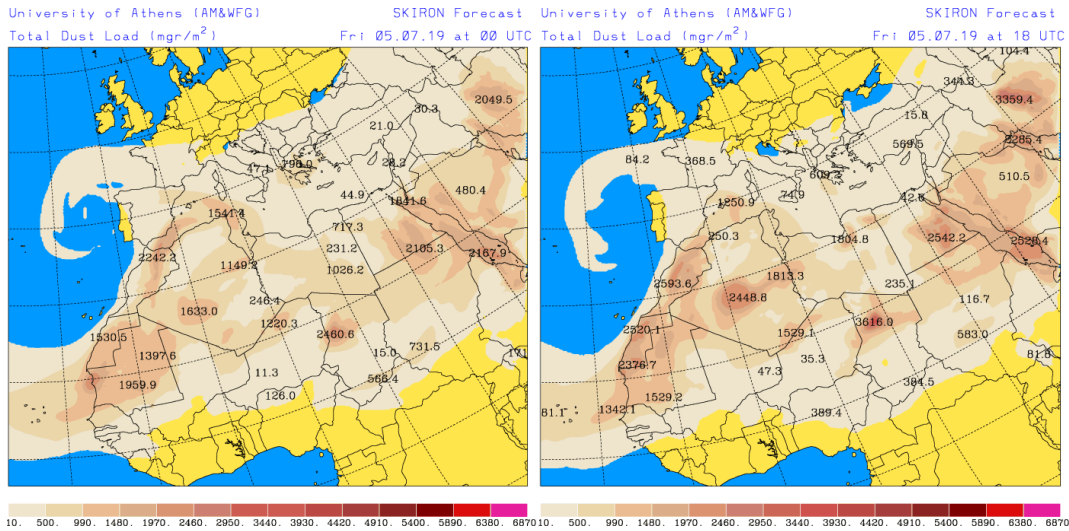 University of Athens (AM&WFG) SKIRON Forecast
Total Dust Load (mgr/m²) Fri 05.07.19 at 00 UTC
2049.5
30.3
21.0
47.1 796.0 28.2
480.4
44.9 1841.6
1541.4
717.3
231.2 2105.3 2167.9
2242.2
1149.2 1026.2
246.4
1633.0
1220.3
2460.6
1530.5
1397.6 15.0 731.5
171
11.3 586.4
1959.9
126.0
10. 500. 990. 1480. 1970. 2460. 2950. 3440. 3930. 4420. 4910. 5400. 5890. 6380. 6870
University of Athens (AM&WFG) SKIRON Forecast
Total Dust Load (mgr/m²) Fri 05.07.19 at 18 UTC
104.4
344.3
3359.4
15.8
569.5 2285.4
84.2 368.5
609.2 510.5
74.9 42.6
1250.9
250.3 1804.8 2542.2 2520.4
1813.3
2593.6 235.1
2448.8 116.7
2520.1 1529.1 3616.0 583.0
35.3 81.8
2376.7 47.3
384.5
1529.2
81.1 1342.1 389.4
10. 500. 990. 1480. 1970. 2460. 2950. 3440. 3930. 4420. 4910. 5400. 5890. 6380. 6870